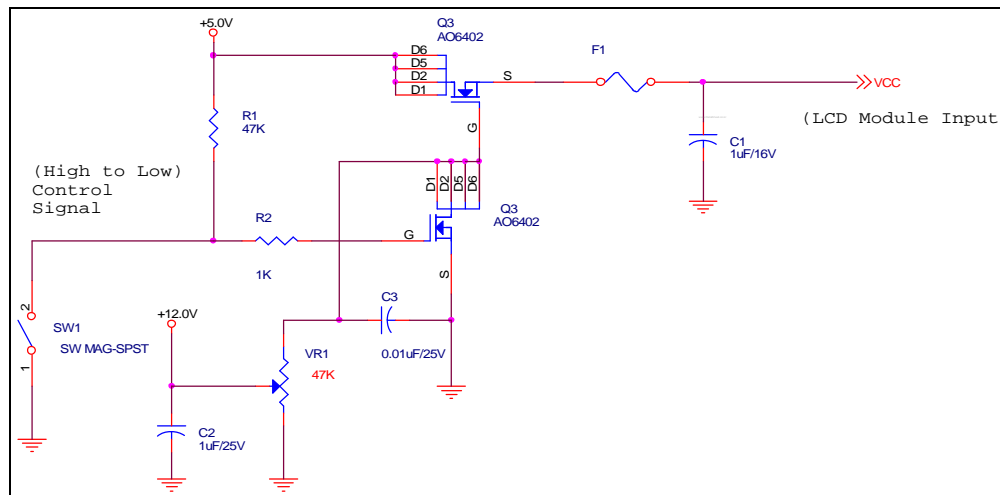 +5.0V
Q3
AO6402
F1
D6
D5
D2
D1
S
G
VCC
(LCD Module Input
R1
47K
C1
1uF/16V
(High to Low)
Control
Signal
D1
D2
D5
D6
Q3
AO6402
R2
1K
G
S
2
1
SW1
SW MAG-SPST
+12.0V
C3
0.01uF/25V
VR1
47K
C2
1uF/25V